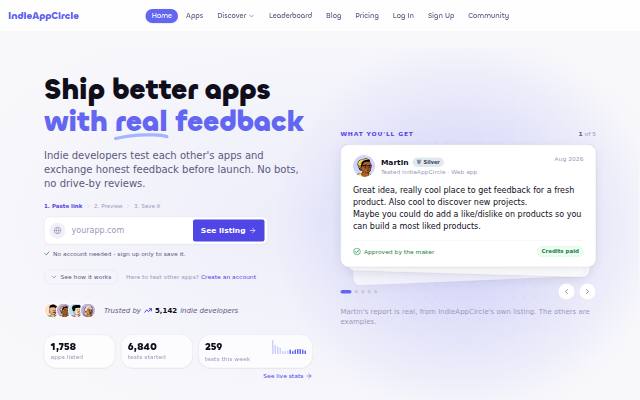 IndieAppCircle
Home
Apps
Discover
Leaderboard
Blog
Pricing
Log In
Sign Up
Community
Ship better apps
with real feedback
Indie developers test each other's apps and
exchange honest feedback before launch. No bots,
no drive-by reviews.
1. Paste link
2. Preview
3. Save it
yourapp.com
See listing →
No account needed · sign up only to save it.
See how it works
Here to test other apps? Create an account
Trusted by 5,142 indie developers
1,758
apps listed
6,840
tests started
259
tests this week
See live stats →
WHAT YOU'LL GET
1 of 5
Martin
Silver
Aug 2026
Tested IndieAppCircle · Web app
Great idea, really cool place to get feedback for a fresh
product. Also cool to discover new projects.
Maybe you could add a like/dislike on products so you
can build a most liked products.
Approved by the maker
Credits paid
Martin's report is real, from IndieAppCircle's own listing. The others are
examples.